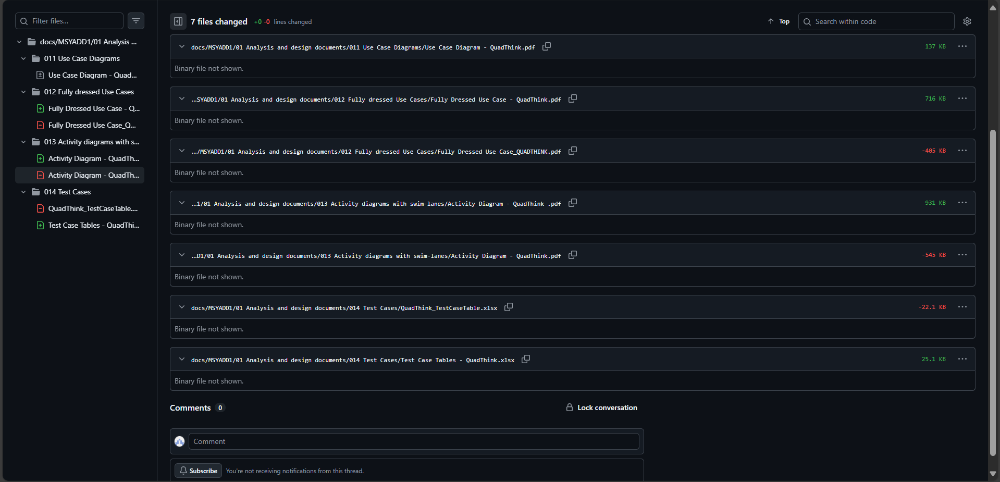 Filter files...
docs/MSYADD1/01 Analysis ...
011 Use Case Diagrams
Use Case Diagram - Quad...
012 Fully dressed Use Cases
Fully Dressed Use Case - Q...
Fully Dressed Use Case_Q...
013 Activity diagrams with s...
Activity Diagram - QuadTh...
Activity Diagram - QuadTh...
014 Test Cases
QuadThink_TestCaseTable....
Test Case Tables - QuadThi...
7 files changed +0 -0 lines changed
Top
Search within code
docs/MSYADD1/01 Analysis and design documents/011 Use Case Diagrams/Use Case Diagram - QuadThink.pdf 137 KB
Binary file not shown.
...SYADD1/01 Analysis and design documents/012 Fully dressed Use Cases/Fully Dressed Use Case - QuadThink.pdf 716 KB
Binary file not shown.
.../MSYADD1/01 Analysis and design documents/012 Fully dressed Use Cases/Fully Dressed Use Case_QUADTHINK.pdf -405 KB
Binary file not shown.
...1/01 Analysis and design documents/013 Activity diagrams with swim-lanes/Activity Diagram - QuadThink .pdf 931 KB
Binary file not shown.
...D1/01 Analysis and design documents/013 Activity diagrams with swim-lanes/Activity Diagram - QuadThink.pdf -545 KB
Binary file not shown.
docs/MSYADD1/01 Analysis and design documents/014 Test Cases/QuadThink_TestCaseTable.xlsx -22.1 KB
Binary file not shown.
docs/MSYADD1/01 Analysis and design documents/014 Test Cases/Test Case Tables - QuadThink.xlsx 25.1 KB
Binary file not shown.
Comments 0
Lock conversation
Comment
Subscribe You're not receiving notifications from this thread.